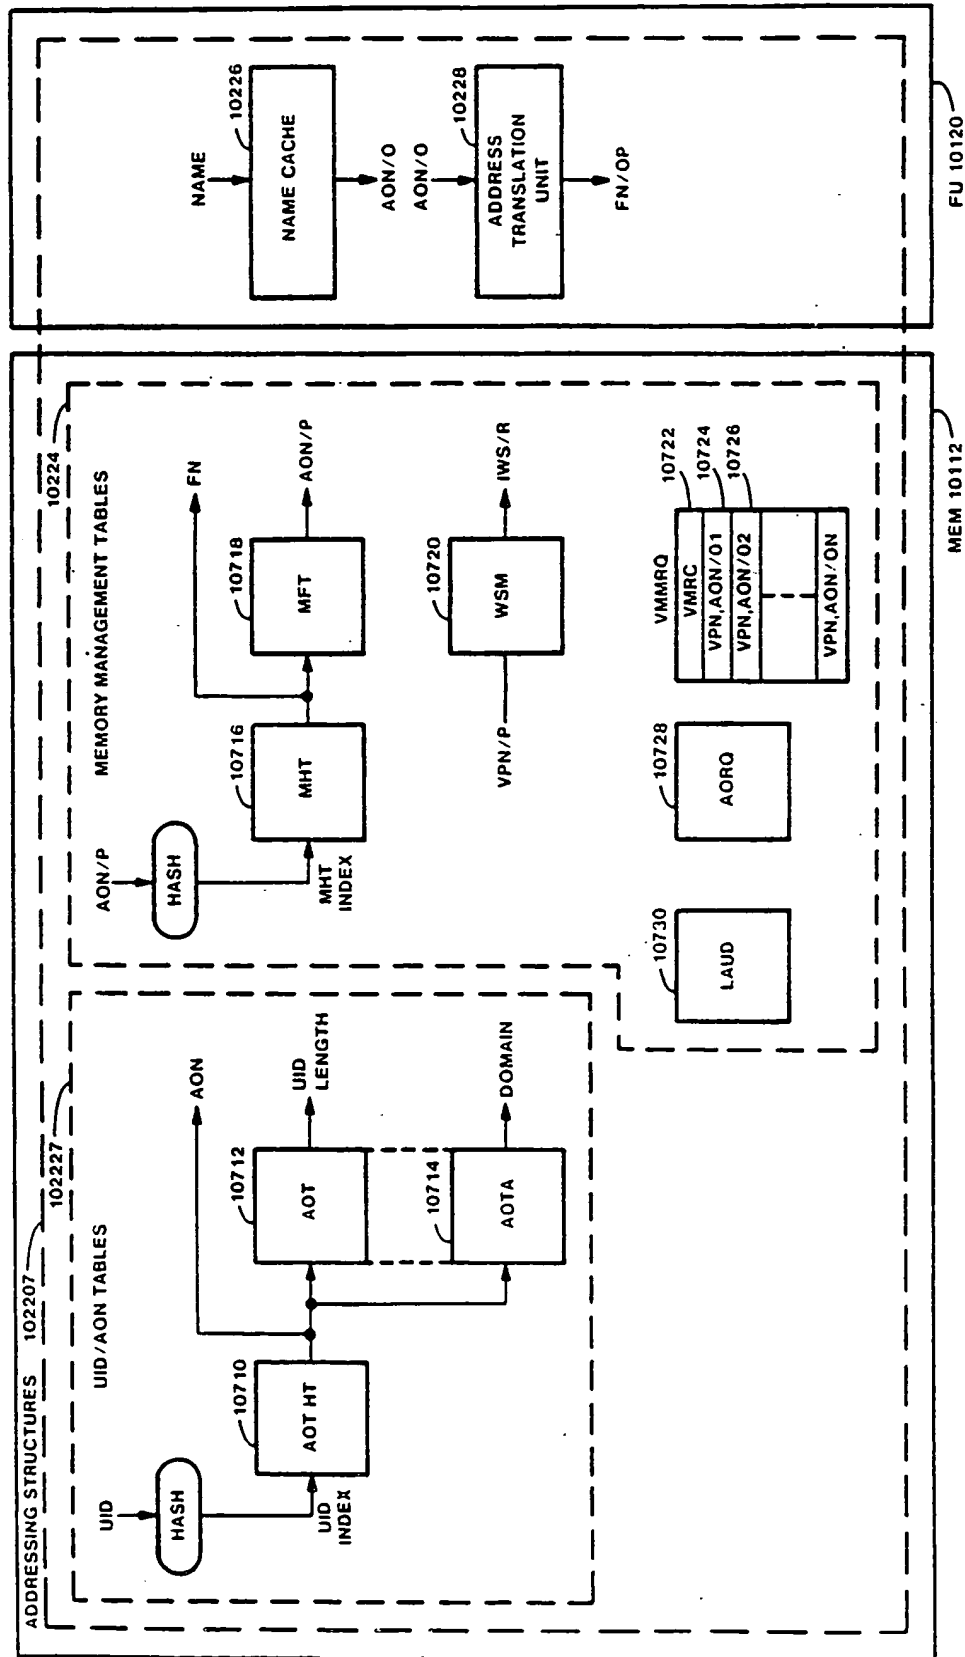 ADDRESSING STRUCTURES 102207
UID/AON TABLES
102227
UID
HASH
UID
INDEX
10710
AOT HT
AON
10712
AOT
UID
LENGTH
10714
AOTA
DOMAIN
10224
MEMORY MANAGEMENT TABLES
AON/P
HASH
MHT
INDEX
10716
MHT
FN
10718
MFT
AON/P
VPN/P
10720
WSM
IWS/R
10730
LAUD
10728
AORQ
VMMRQ
VMRC
10722
VPN,AON/O1
10724
VPN,AON/O2
10726
VPN,AON/ON
MEM 10112
NAME
10226
NAME CACHE
AON/O
AON/O
10228
ADDRESS
TRANSLATION
UNIT
FN/OP
FU 10120